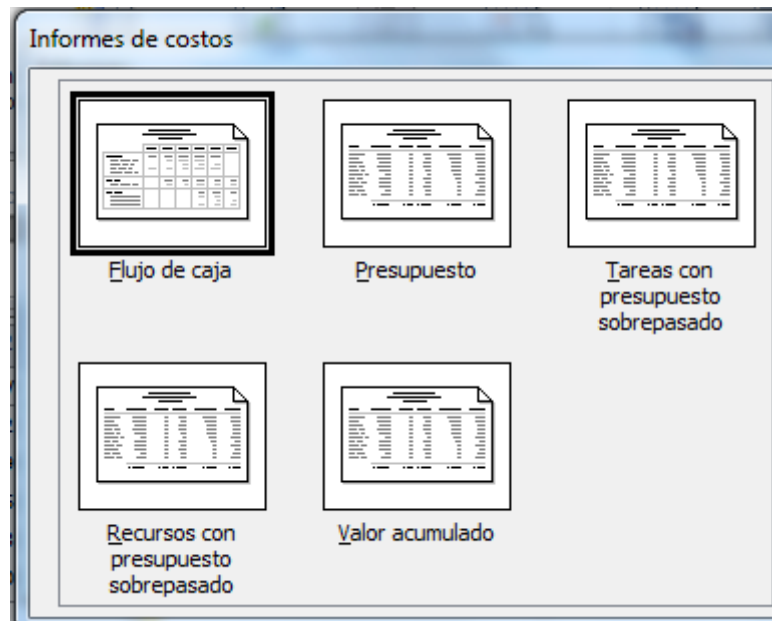 Informes de costos
Flujo de caja
Presupuesto
Tareas con
presupuesto
sobrepasado
Recursos con
presupuesto
sobrepasado
Valor acumulado